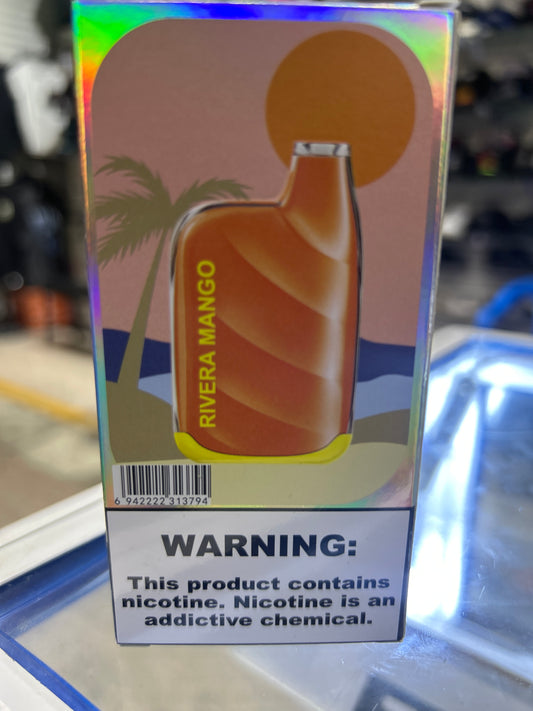 RIVERA MANGO
6 942222 313794
WARNING:
This product contains
nicotine. Nicotine is an
addictive chemical.